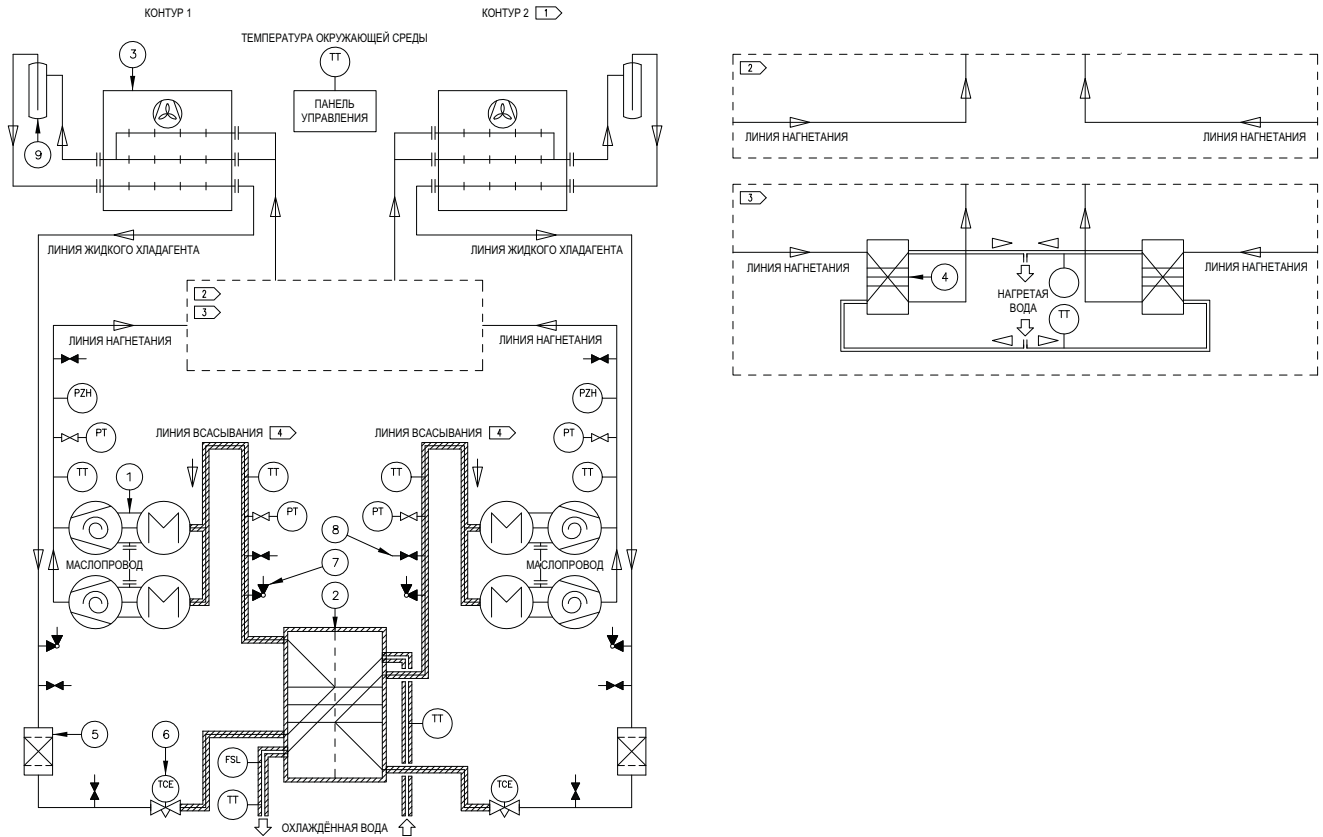 КОНТУР 1
КОНТУР 2 1
ТЕМПЕРАТУРА ОКРУЖАЮЩЕЙ СРЕДЫ
3
TT
ПАНЕЛЬ
УПРАВЛЕНИЯ
9
ЛИНИЯ ЖИДКОГО ХЛАДАГЕНТА
ЛИНИЯ ЖИДКОГО ХЛАДАГЕНТА
2
3
ЛИНИЯ НАГНЕТАНИЯ
ЛИНИЯ НАГНЕТАНИЯ
PZH
PZH
PT
ЛИНИЯ ВСАСЫВАНИЯ 4
ЛИНИЯ ВСАСЫВАНИЯ 4
PT
TT
1
TT
TT
TT
PT
PT
8
МАСЛОПРОВОД
7
МАСЛОПРОВОД
2
5
6
TT
FSL
TCE
TT
TCE
ОХЛАЖДЁННАЯ ВОДА
2
ЛИНИЯ НАГНЕТАНИЯ
ЛИНИЯ НАГНЕТАНИЯ
3
ЛИНИЯ НАГНЕТАНИЯ
4
ЛИНИЯ НАГНЕТАНИЯ
НАГРЕТАЯ
ВОДА
TT